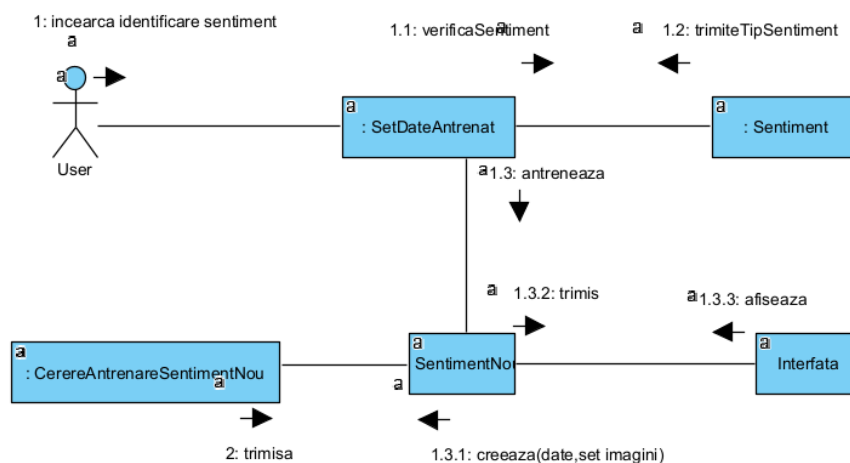 1: incearca identificare sentiment
a
a
User
1.1: verificaSentiment
a
a
1.2: trimiteTipSentiment
a
: SetDateAntrenat
a
: Sentiment
a
1.3: antreneaza
a
1.3.2: trimis
a
1.3.3: afiseaza
a
: CerereAntrenareSentimentNou
a
a
SentimentNou
a
a
Interfata
2: trimisa
1.3.1: creeaza(date,set imagini)